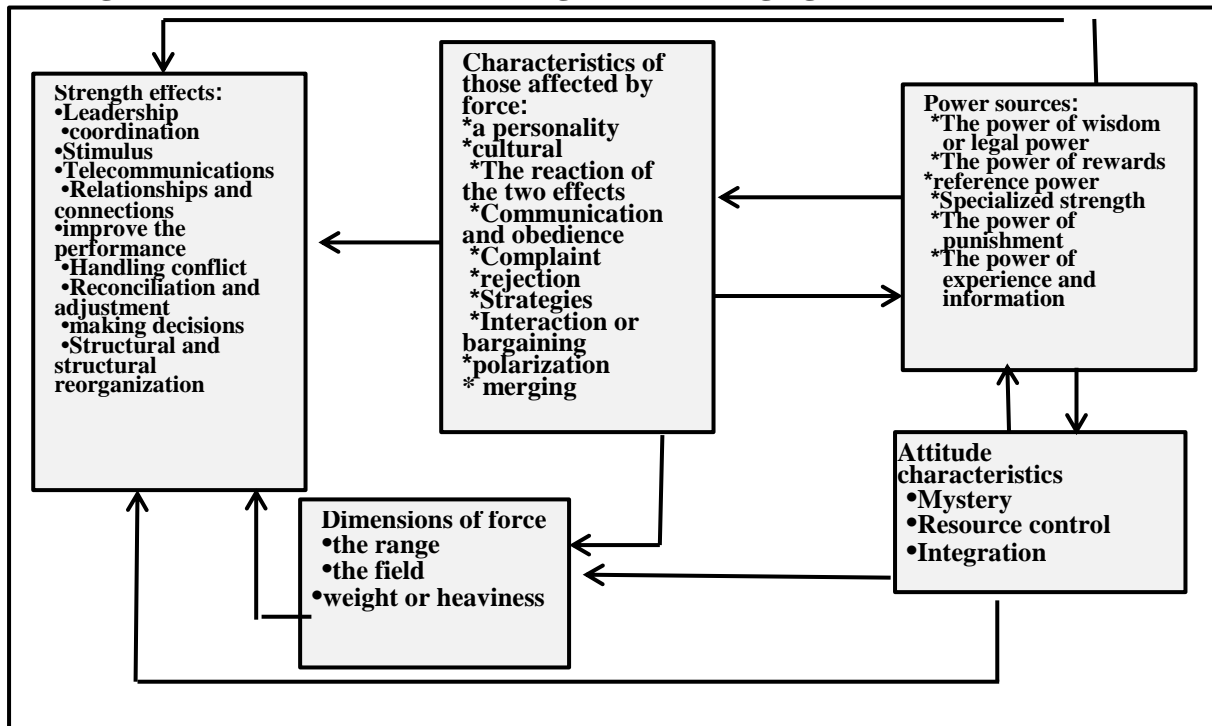 Strength effects:
•Leadership
•coordination
•Stimulus
•Telecommunications
•Relationships and
connections
•improve the
performance
•Handling conflict
•Reconciliation and
adjustment
•making decisions
•Structural and
structural
reorganization
Characteristics of
those affected by
force:
*a personality
*cultural
*The reaction of
the two effects
*Communication
and obedience
*Complaint
*rejection
*Strategies
*Interaction or
bargaining
*polarization
* merging
Power sources:
*The power of wisdom
or legal power
*The power of rewards
*reference power
*Specialized strength
*The power of
punishment
*The power of
experience and
information
Dimensions of force
•the range
•the field
•weight or heaviness
Attitude
characteristics
•Mystery
•Resource control
•Integration